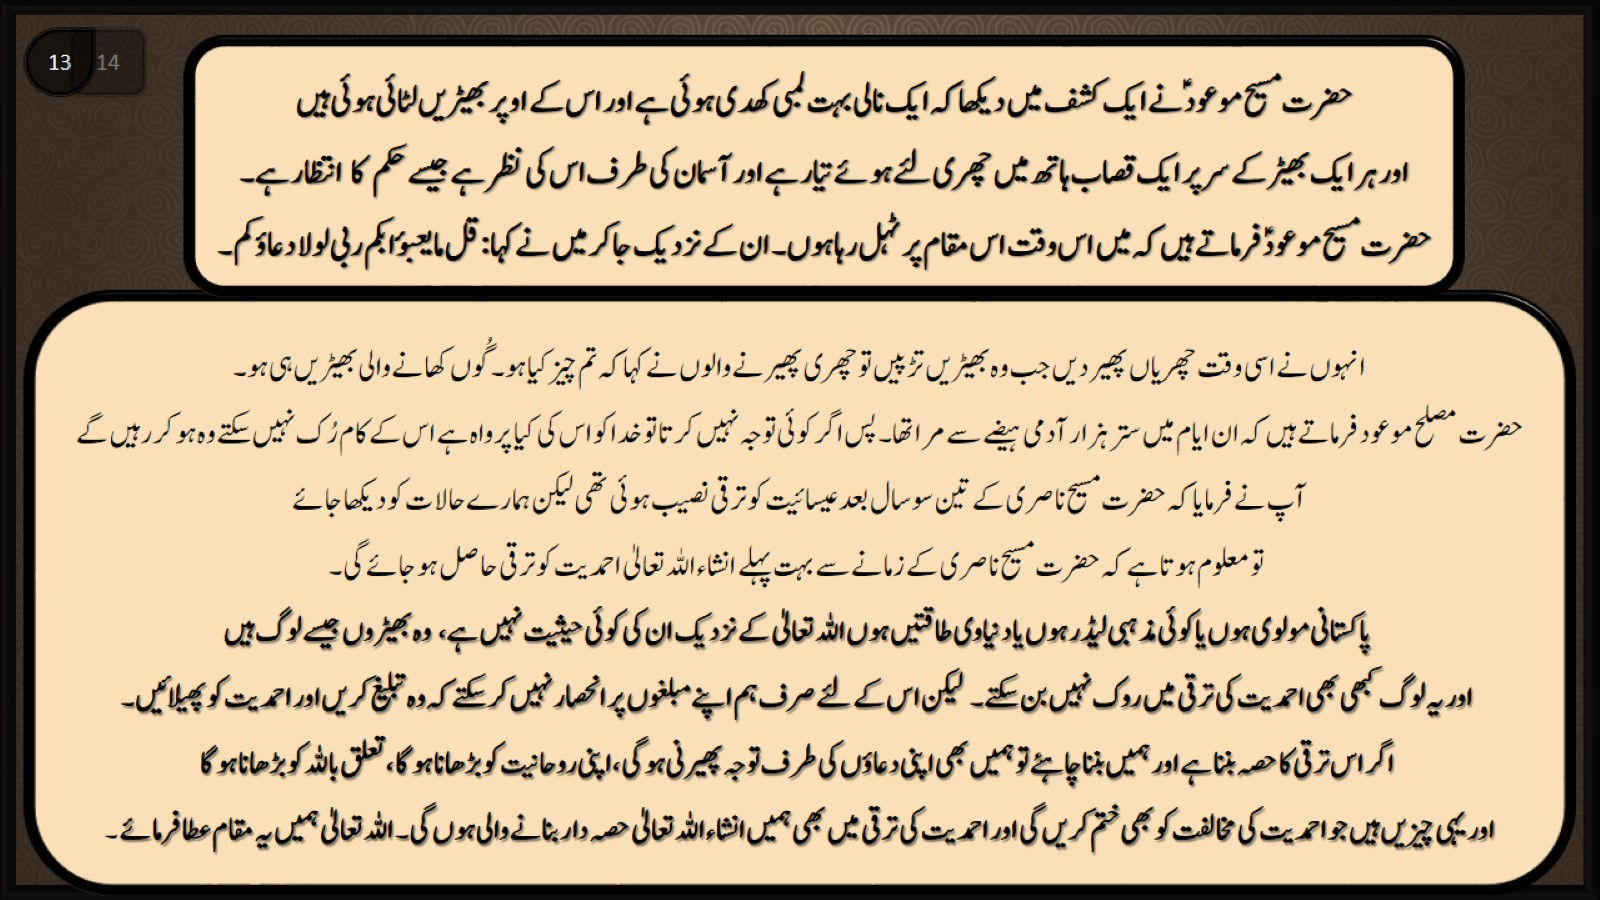 13 14
حضرت مسیح موعودؑ نے ایک کشف میں دیکھا کہ ایک نالی بہت لمبی کھدی ہوئی ہے اور اس کے اوپر بھیڑیں لٹائی ہوئی ہیں
اور ہر ایک بھیڑ کے سر پر ایک قصاب ہاتھ میں چھری لئے ہوئے تیار ہے اور آسمان کی طرف اس کی نظر ہے جیسے حکم کا انتظار ہے۔
حضرت مسیح موعودؑ فرماتے ہیں کہ میں اس وقت اس مقام پر ٹہل رہا ہوں۔ ان کے نزدیک جا کر میں نے کہا: قل ما یعبوٴا بکم ربی لو لا دعاوٴکم۔
انہوں نے اسی وقت چھریاں پھیر دیں جب وہ بھیڑیں تڑپیں تو چھری پھیرنے والوں نے کہا کہ تم چیز کیا ہو۔ گُوں کھانے والی بھیڑیں ہی ہو۔
حضرت مصلح موعود فرماتے ہیں کہ ان ایام میں ستر ہزار آدمی ہیضے سے مرا تھا۔ پس اگر کوئی توجہ نہیں کرتا تو خدا کو اس کی کیا پرواہ ہے اس کے کام رُک نہیں سکتے وہ ہو کر رہیں گے
آپ نے فرمایا کہ حضرت مسیح ناصری کے تین سو سال بعد عیسائیت کو ترقی نصیب ہوئی تھی لیکن ہمارے حالات کو دیکھا جائے
تو معلوم ہوتا ہے کہ حضرت مسیح ناصری کے زمانے سے بہت پہلے انشاء اللہ تعالیٰ احمدیت کو ترقی حاصل ہو جائے گی۔
پاکستانی مولوی ہوں یا کوئی مذہبی لیڈر ہوں یا دنیاوی طاقتیں ہوں اللہ تعالیٰ کے نزدیک ان کی کوئی حیثیت نہیں ہے، وہ بھیڑوں جیسے لوگ ہیں
اور یہ لوگ کبھی بھی احمدیت کی ترقی میں روک نہیں بن سکتے۔ لیکن اس کے لئے صرف ہم اپنے مبلغوں پر انحصار نہیں کر سکتے کہ وہ تبلیغ کریں اور احمدیت کو پھیلائیں۔
اگر اس ترقی کا حصہ بننا ہے اور ہمیں بننا چاہئے تو ہمیں بھی اپنی دعاؤں کی طرف توجہ پھیرنی ہوگی، اپنی روحانیت کو بڑھانا ہوگا، تعلق باللہ کو بڑھانا ہوگا
اور یہی چیزیں ہیں جو احمدیت کی مخالفت کو بھی ختم کریں گی اور احمدیت کی ترقی میں بھی ہمیں انشاء اللہ تعالیٰ حصہ دار بنانے والی ہوں گی۔ اللہ تعالیٰ ہمیں یہ مقام عطا فرمائے۔